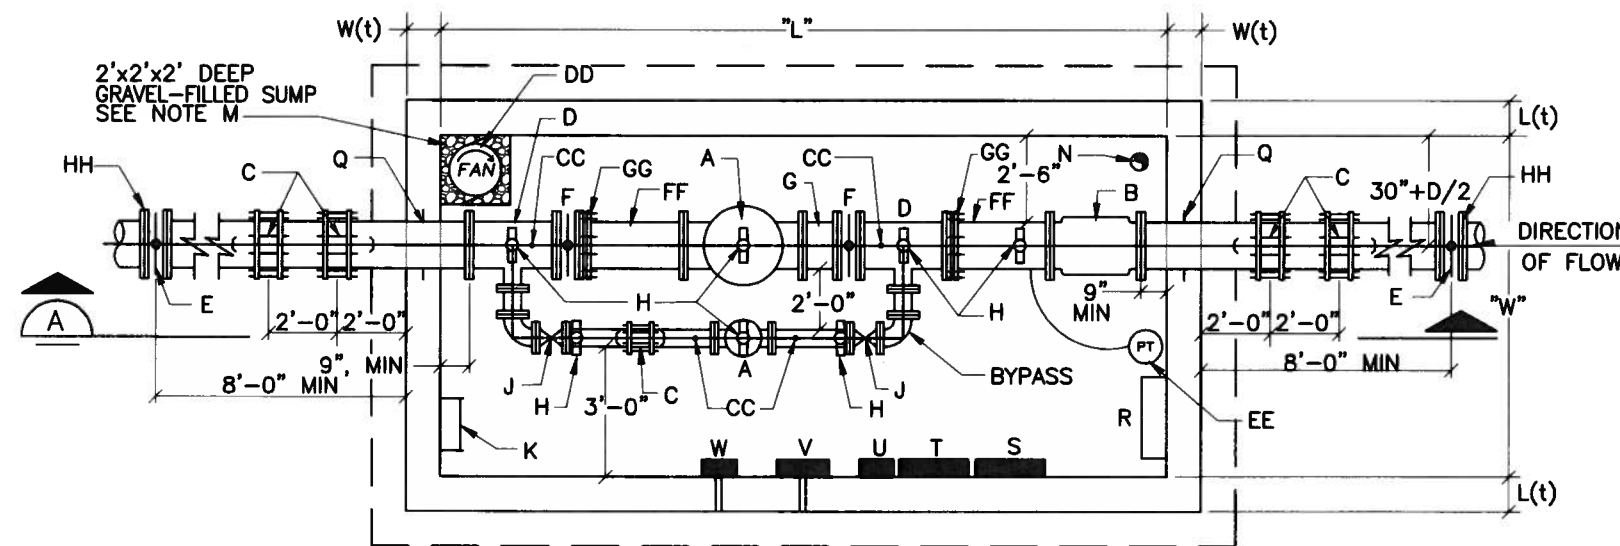 W(t)
"L"
W(t)
2'x2'x2' DEEP
GRAVEL-FILLED SUMP
SEE NOTE M
DD
D
L(t)
HH
C
Q
FAN
CC
F
GG
FF
A
CC
G
F
D
GG
FF
2'-6"
N
B
Q
C
30"+D/2
HH
DIRECTION
OF FLOW
E
H
2'-0"
H
9"
MIN
E
"W"
A
2'-0"
2'-0"
2'-0"
2'-0"
9" MIN
8'-0" MIN
J
H
3'-0"
C
CC
A
H
J
BYPASS
PT
EE
8'-0" MIN
K
W
V
U
T
S
R
L(t)